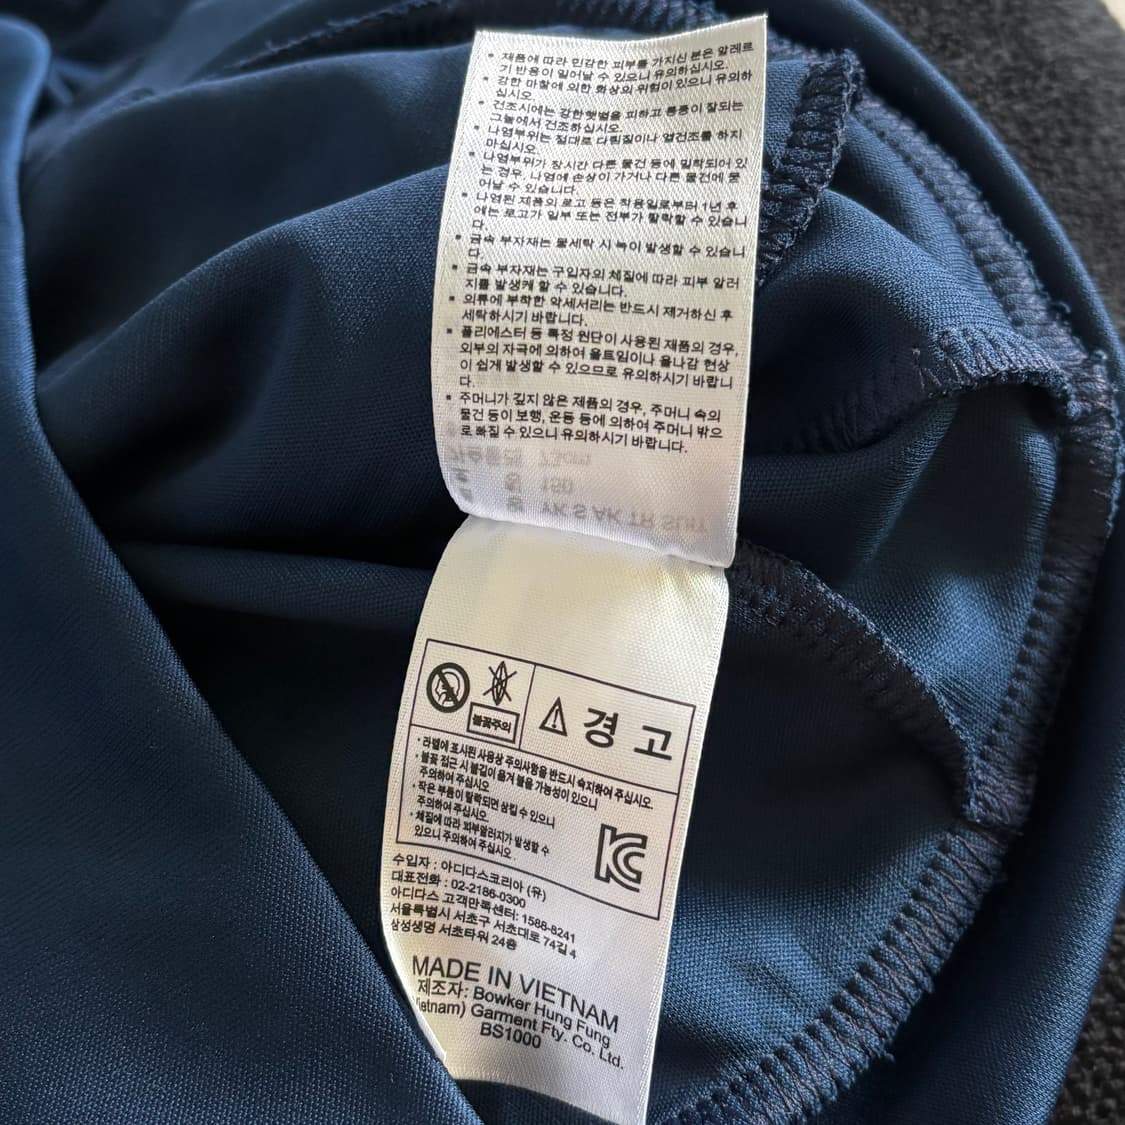 • 제품에 따라 민감한 피부를 가지신 분은 알레르
기 반응이 일어날 수 있으니 유의하십시오.
• 강한 마찰에 의한 화상의 위험이 있으니 유의하
십시오.
• 건조시에는 강한햇볕을 피하고 통풍이 잘되는
그늘에서 건조하십시오.
• 나염부위는 절대로 다림질이나 열건조를 하지
마십시오.
• 나염부위가 장시간 다른 물건 등에 밀착되어 있
는 경우, 나염에 손상이 가거나 다른 물건에 묻
어날 수 있습니다.
• 나염된 제품의 로고 등은 착용일로부터 1년 후
에는 로고가 일부 또는 전부가 탈락할 수 있습니
다.
• 금속 부자재는 물세탁 시 녹이 발생할 수 있습니
다.
• 금속 부자재는 구입자의 체질에 따라 피부 알러
지를 발생케 할 수 있습니다.
• 의류에 부착한 악세서리는 반드시 제거하신 후
세탁하시기 바랍니다.
• 폴리에스터 등 특정 원단이 사용된 제품의 경우,
외부의 자극에 의하여 올트임이나 올나감 현상
이 쉽게 발생할 수 있으므로 유의하시기 바랍니
다.
• 주머니가 깊지 않은 제품의 경우, 주머니 속의
물건 등이 보행, 운동 등에 의하여 주머니 밖으
로 빠질 수 있으니 유의하시기 바랍니다.
73cm
150
YK S AK TR SUIT
불꽃주의
경고
• 라벨에 표시된 사용상 주의사항을 반드시 숙지하여 주십시오.
• 불꽃 접근 시 불길이 옮겨 붙을 가능성이 있으니
주의하여 주십시오
• 작은 부품이 탈락되면 삼킬 수 있으니
주의하여 주십시오.
• 체질에 따라 피부알러지가 발생할 수
있으니 주의하여 주십시오.
KC
수입자 : 아디다스코리아 (유)
대표전화 : 02-2186-0300
아디다스 고객만족센터: 1588-8241
서울특별시 서초구 서초대로 74길 4
삼성생명 서초타워 24층
MADE IN VIETNAM
제조자: Bowker Hung Fung
ietnam) Garment Fty. Co. Ltd.
BS1000